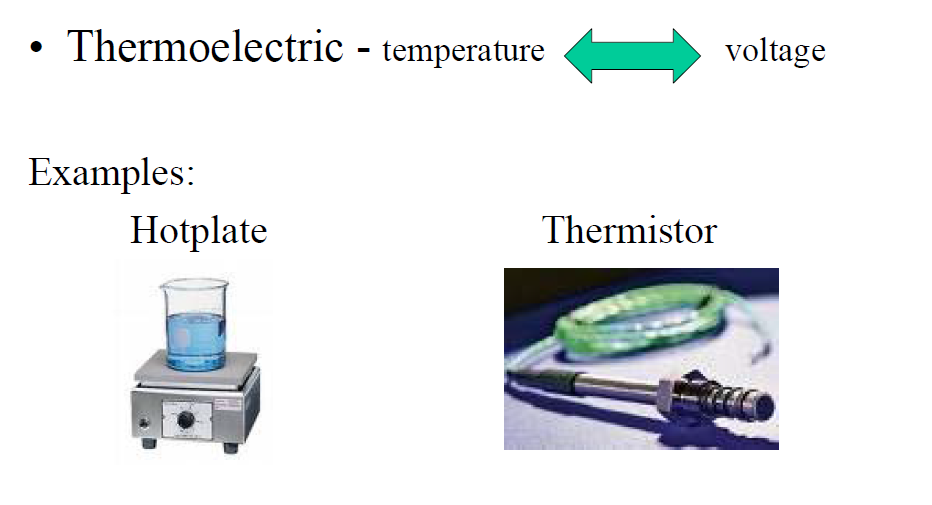 • Thermoelectric - temperature voltage
Examples:
Hotplate Thermistor